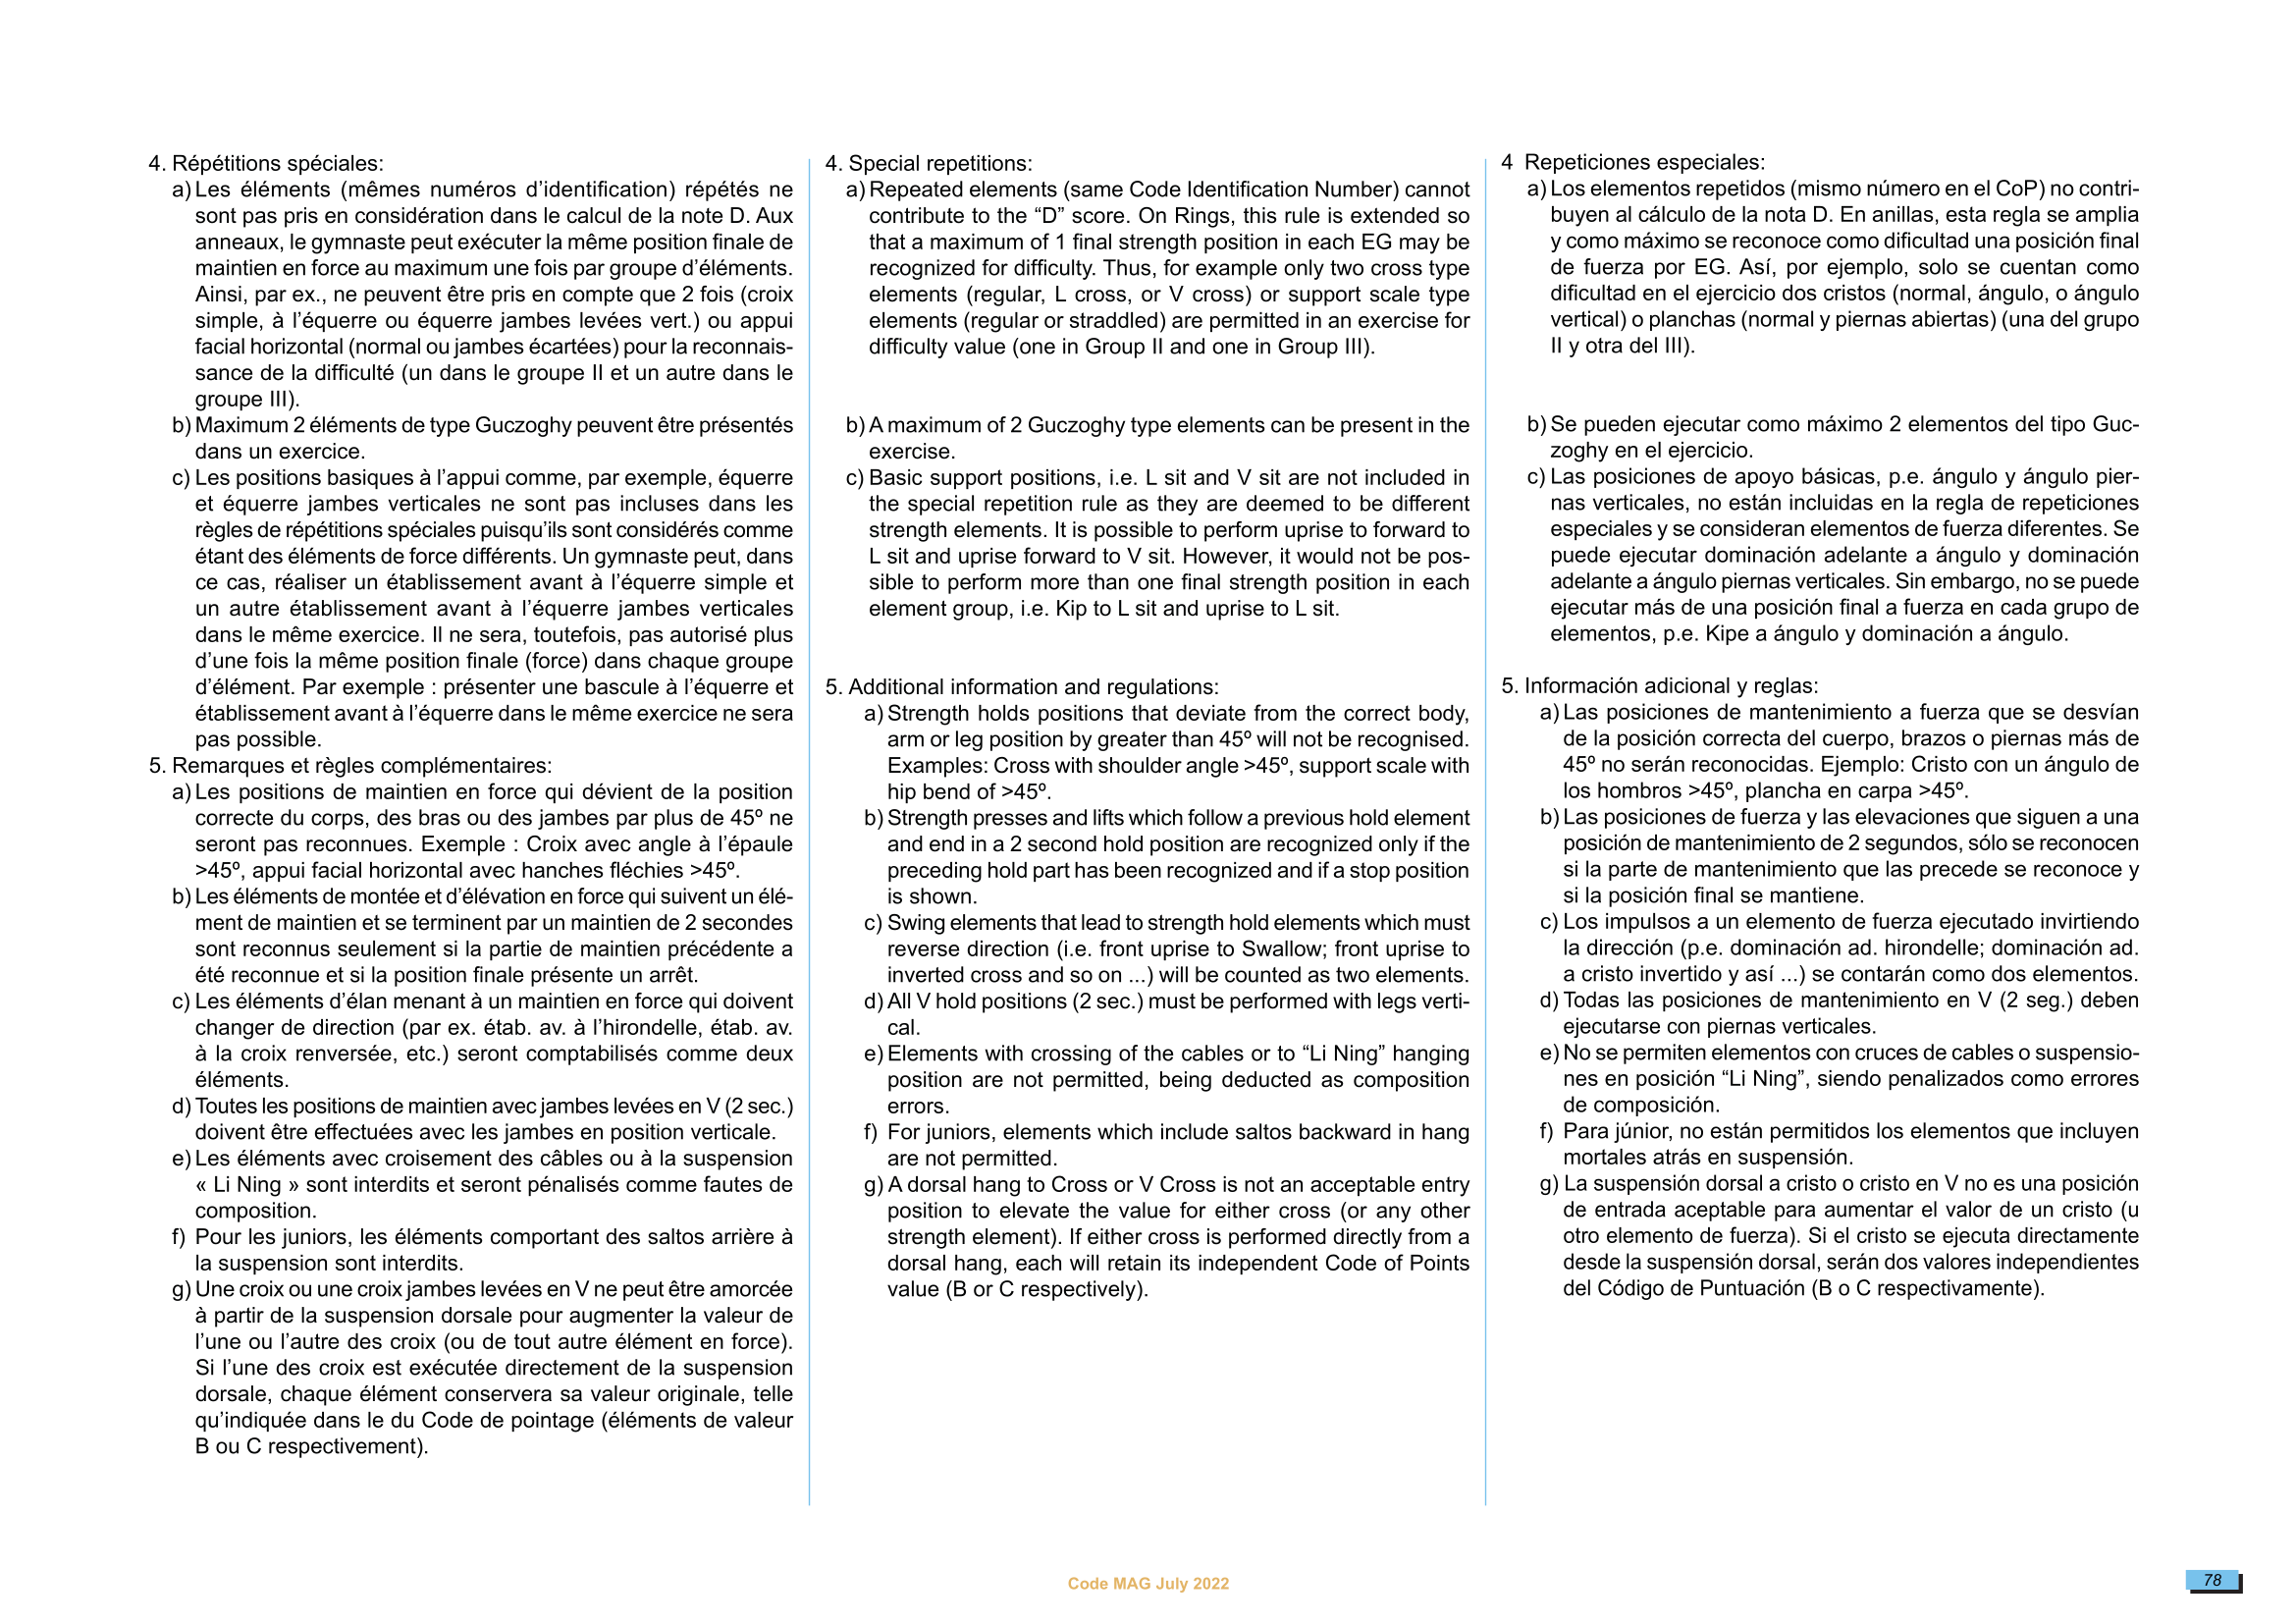 4. Répétitions spéciales:
a) Les éléments (mêmes numéros d’identification) répétés ne
sont pas pris en considération dans le calcul de la note D. Aux
anneaux, le gymnaste peut exécuter la même position finale de
maintien en force au maximum une fois par groupe d’éléments.
Ainsi, par ex., ne peuvent être pris en compte que 2 fois (croix
simple, à l’équerre ou équerre jambes levées vert.) ou appui
facial horizontal (normal ou jambes écartées) pour la reconnais-
sance de la difficulté (un dans le groupe II et un autre dans le
groupe III).
b) Maximum 2 éléments de type Guczoghy peuvent être présentés
dans un exercice.
c) Les positions basiques à l’appui comme, par exemple, équerre
et équerre jambes verticales ne sont pas incluses dans les
règles de répétitions spéciales puisqu’ils sont considérés comme
étant des éléments de force différents. Un gymnaste peut, dans
ce cas, réaliser un établissement avant à l’équerre simple et
un autre établissement avant à l’équerre jambes verticales
dans le même exercice. Il ne sera, toutefois, pas autorisé plus
d’une fois la même position finale (force) dans chaque groupe
d’élément. Par exemple : présenter une bascule à l’équerre et
établissement avant à l’équerre dans le même exercice ne sera
pas possible.
5. Remarques et règles complémentaires:
a) Les positions de maintien en force qui dévient de la position
correcte du corps, des bras ou des jambes par plus de 45º ne
seront pas reconnues. Exemple : Croix avec angle à l’épaule
>45º, appui facial horizontal avec hanches fléchies >45º.
b) Les éléments de montée et d’élévation en force qui suivent un élé-
ment de maintien et se terminent par un maintien de 2 secondes
sont reconnus seulement si la partie de maintien précédente a
été reconnue et si la position finale présente un arrêt.
c) Les éléments d’élan menant à un maintien en force qui doivent
changer de direction (par ex. étab. av. à l’hirondelle, étab. av.
à la croix renversée, etc.) seront comptabilisés comme deux
éléments.
d) Toutes les positions de maintien avec jambes levées en V (2 sec.)
doivent être effectuées avec les jambes en position verticale.
e) Les éléments avec croisement des câbles ou à la suspension
« Li Ning » sont interdits et seront pénalisés comme fautes de
composition.
f) Pour les juniors, les éléments comportant des saltos arrière à
la suspension sont interdits.
g) Une croix ou une croix jambes levées en V ne peut être amorcée
à partir de la suspension dorsale pour augmenter la valeur de
l’une ou l’autre des croix (ou de tout autre élément en force).
Si l’une des croix est exécutée directement de la suspension
dorsale, chaque élément conservera sa valeur originale, telle
qu’indiquée dans le du Code de pointage (éléments de valeur
B ou C respectivement).
4. Special repetitions:
a) Repeated elements (same Code Identification Number) cannot
contribute to the “D” score. On Rings, this rule is extended so
that a maximum of 1 final strength position in each EG may be
recognized for difficulty. Thus, for example only two cross type
elements (regular, L cross, or V cross) or support scale type
elements (regular or straddled) are permitted in an exercise for
difficulty value (one in Group II and one in Group III).
b) A maximum of 2 Guczoghy type elements can be present in the
exercise.
c) Basic support positions, i.e. L sit and V sit are not included in
the special repetition rule as they are deemed to be different
strength elements. It is possible to perform uprise to forward to
L sit and uprise forward to V sit. However, it would not be pos-
sible to perform more than one final strength position in each
element group, i.e. Kip to L sit and uprise to L sit.
5. Additional information and regulations:
a) Strength holds positions that deviate from the correct body,
arm or leg position by greater than 45º will not be recognised.
Examples: Cross with shoulder angle >45º, support scale with
hip bend of >45º.
b) Strength presses and lifts which follow a previous hold element
and end in a 2 second hold position are recognized only if the
preceding hold part has been recognized and if a stop position
is shown.
c) Swing elements that lead to strength hold elements which must
reverse direction (i.e. front uprise to Swallow; front uprise to
inverted cross and so on ...) will be counted as two elements.
d) All V hold positions (2 sec.) must be performed with legs verti-
cal.
e) Elements with crossing of the cables or to “Li Ning” hanging
position are not permitted, being deducted as composition
errors.
f) For juniors, elements which include saltos backward in hang
are not permitted.
g) A dorsal hang to Cross or V Cross is not an acceptable entry
position to elevate the value for either cross (or any other
strength element). If either cross is performed directly from a
dorsal hang, each will retain its independent Code of Points
value (B or C respectively).
4 Repeticiones especiales:
a) Los elementos repetidos (mismo número en el CoP) no contri-
buyen al cálculo de la nota D. En anillas, esta regla se amplia
y como máximo se reconoce como dificultad una posición final
de fuerza por EG. Así, por ejemplo, solo se cuentan como
dificultad en el ejercicio dos cristos (normal, ángulo, o ángulo
vertical) o planchas (normal y piernas abiertas) (una del grupo
II y otra del III).
b) Se pueden ejecutar como máximo 2 elementos del tipo Guc-
zoghy en el ejercicio.
c) Las posiciones de apoyo básicas, p.e. ángulo y ángulo pier-
nas verticales, no están incluidas en la regla de repeticiones
especiales y se consideran elementos de fuerza diferentes. Se
puede ejecutar dominación adelante a ángulo y dominación
adelante a ángulo piernas verticales. Sin embargo, no se puede
ejecutar más de una posición final a fuerza en cada grupo de
elementos, p.e. Kipe a ángulo y dominación a ángulo.
5. Información adicional y reglas:
a) Las posiciones de mantenimiento a fuerza que se desvían
de la posición correcta del cuerpo, brazos o piernas más de
45º no serán reconocidas. Ejemplo: Cristo con un ángulo de
los hombros >45º, plancha en carpa >45º.
b) Las posiciones de fuerza y las elevaciones que siguen a una
posición de mantenimiento de 2 segundos, sólo se reconocen
si la parte de mantenimiento que las precede se reconoce y
si la posición final se mantiene.
c) Los impulsos a un elemento de fuerza ejecutado invirtiendo
la dirección (p.e. dominación ad. hirondelle; dominación ad.
a cristo invertido y así ...) se contarán como dos elementos.
d) Todas las posiciones de mantenimiento en V (2 seg.) deben
ejecutarse con piernas verticales.
e) No se permiten elementos con cruces de cables o suspensio-
nes en posición “Li Ning”, siendo penalizados como errores
de composición.
f) Para júnior, no están permitidos los elementos que incluyen
mortales atrás en suspensión.
g) La suspensión dorsal a cristo o cristo en V no es una posición
de entrada aceptable para aumentar el valor de un cristo (u
otro elemento de fuerza). Si el cristo se ejecuta directamente
desde la suspensión dorsal, serán dos valores independientes
del Código de Puntuación (B o C respectivamente).
Code MAG July 2022
78